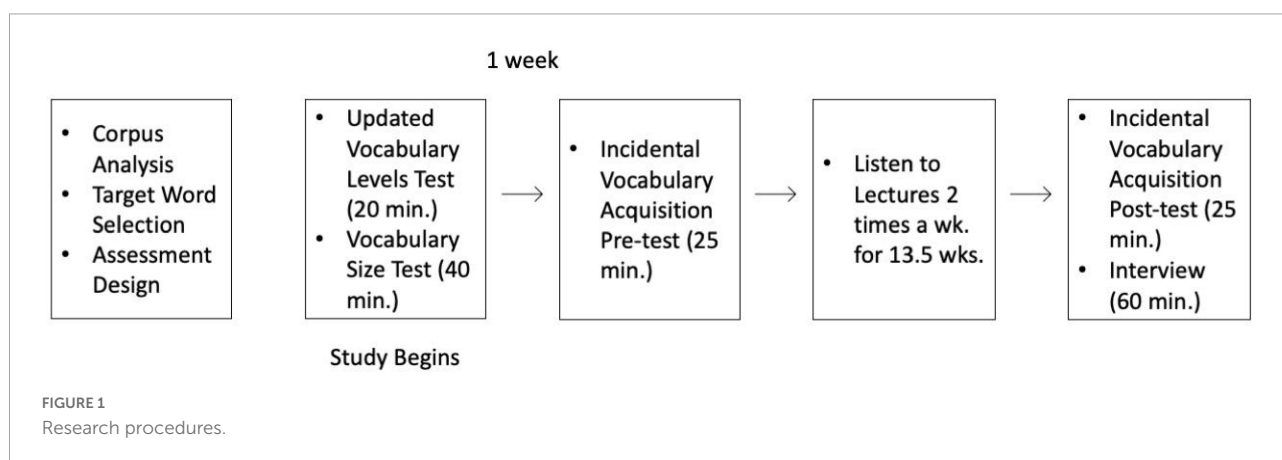 1 week
• Corpus
Analysis
• Target Word
Selection
• Assessment
Design
• Updated
Vocabulary
Levels Test
(20 min.)
• Vocabulary
Size Test (40
min.)
• Incidental
Vocabulary
Acquisition
Pre-test (25
min.)
• Listen to
Lectures 2
times a wk.
for 13.5 wks.
• Incidental
Vocabulary
Acquisition
Post-test (25
min.)
• Interview
(60 min.)
Study Begins
FIGURE 1
Research procedures.